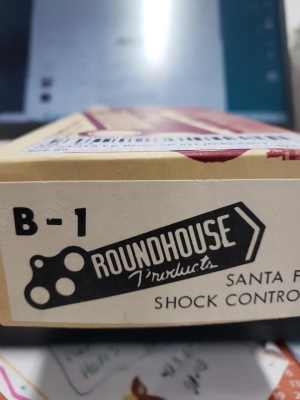 B-1
ROUNDHOUSE
Products
SANTA F
SHOCK CONTRO